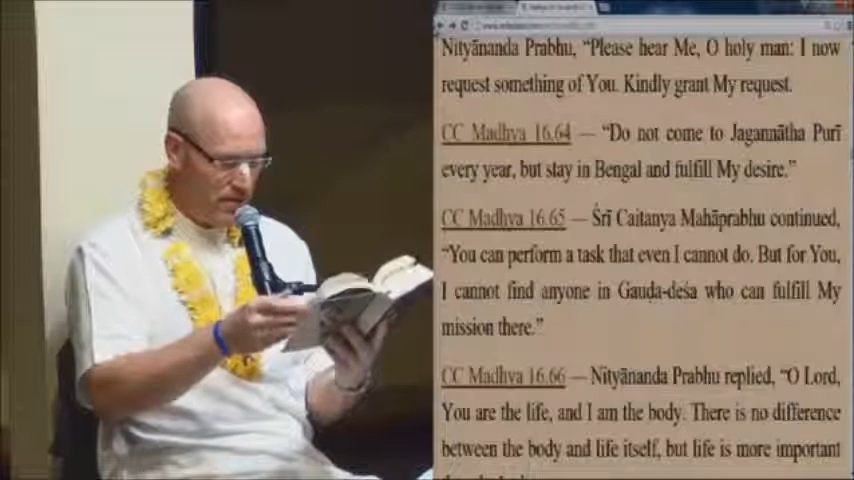 Nityānanda Prabhu, “Please hear Me, O holy man: I now
request something of You. Kindly grant My request.
CC Madhya 16.64 — “Do not come to Jagannātha Purī
every year, but stay in Bengal and fulfill My desire.”
CC Madhya 16.65 — Śrī Caitanya Mahāprabhu continued,
“You can perform a task that even I cannot do. But for You,
I cannot find anyone in Gauḍa-deśa who can fulfill My
mission there.”
CC Madhya 16.66 — Nityānanda Prabhu replied, “O Lord,
You are the life, and I am the body. There is no difference
between the body and life itself, but life is more important